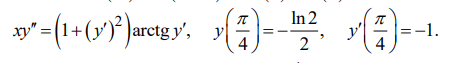 xy″ = (1+(y′)²)arctg y′, y(π/4) = −ln 2/2, y′(π/4) = −1.